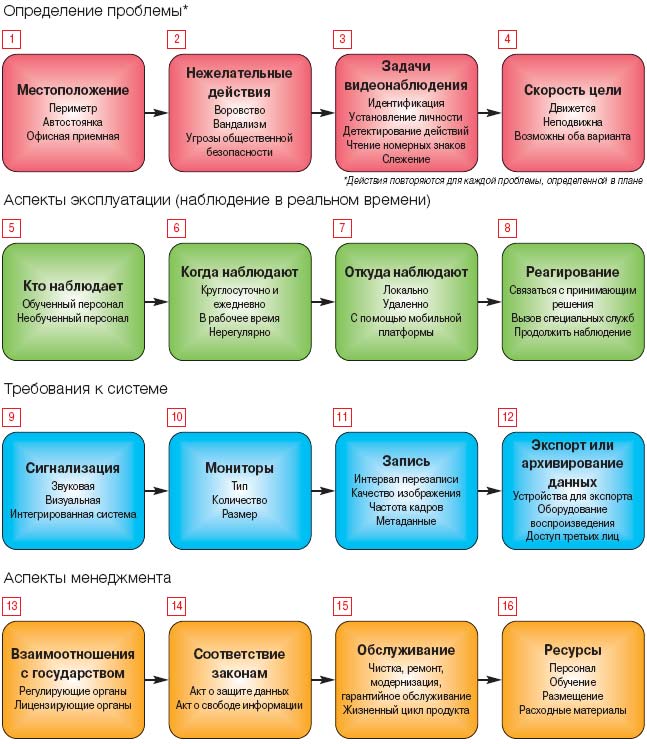 Определение проблемы*
1
Местоположение
Периметр
Автостоянка
Офисная приемная
2
Нежелательные
действия
Воровство
Вандализм
Угрозы общественной
безопасности
3
Задачи
видеонаблюдения
Идентификация
Установление личности
Детектирование действий
Чтение номерных знаков
Слежение
4
Скорость цели
Движется
Неподвижна
Возможны оба варианта
*Действия повторяются для каждой проблемы, определенной в плане
Аспекты эксплуатации (наблюдение в реальном времени)
5
Кто наблюдает
Обученный персонал
Необученный персонал
6
Когда наблюдают
Круглосуточно и
ежедневно
В рабочее время
Нерегулярно
7
Откуда наблюдают
Локально
Удаленно
С помощью мобильной
платформы
8
Реагирование
Связаться с принимающим
решения
Вызов специальных служб
Продолжить наблюдение
Требования к системе
9
Сигнализация
Звуковая
Визуальная
Интегрированная система
10
Мониторы
Тип
Количество
Размер
11
Запись
Интервал перезаписи
Качество изображения
Частота кадров
Метаданные
12
Экспорт или
архивирование
данных
Устройства для экспорта
Оборудование
воспроизведения
Доступ третьих лиц
Аспекты менеджмента
13
Взаимоотношения
с государством
Регулирующие органы
Лицензирующие органы
14
Соответствие
законам
Акт о защите данных
Акт о свободе информации
15
Обслуживание
Чистка, ремонт,
модернизация,
гарантийное обслуживание
Жизненный цикл продукта
16
Ресурсы
Персонал
Обучение
Размещение
Расходные материалы